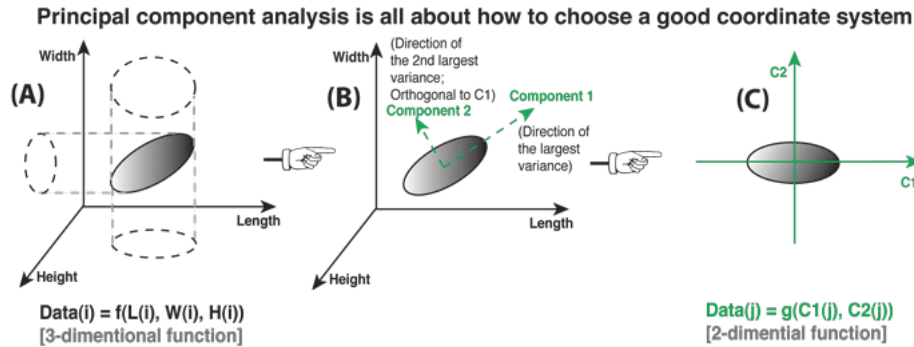 Principal component analysis is all about how to choose a good coordinate system
(A)
Width
Length
Height
Data(i) = f(L(i), W(i), H(i))
[3-dimentional function]
(B)
Width
(Direction of
the 2nd largest
variance;
Orthogonal to C1)
Component 2
Component 1
(Direction of
the largest
variance)
Length
Height
(C)
C2
C1
Data(j) = g(C1(j), C2(j))
[2-dimential function]